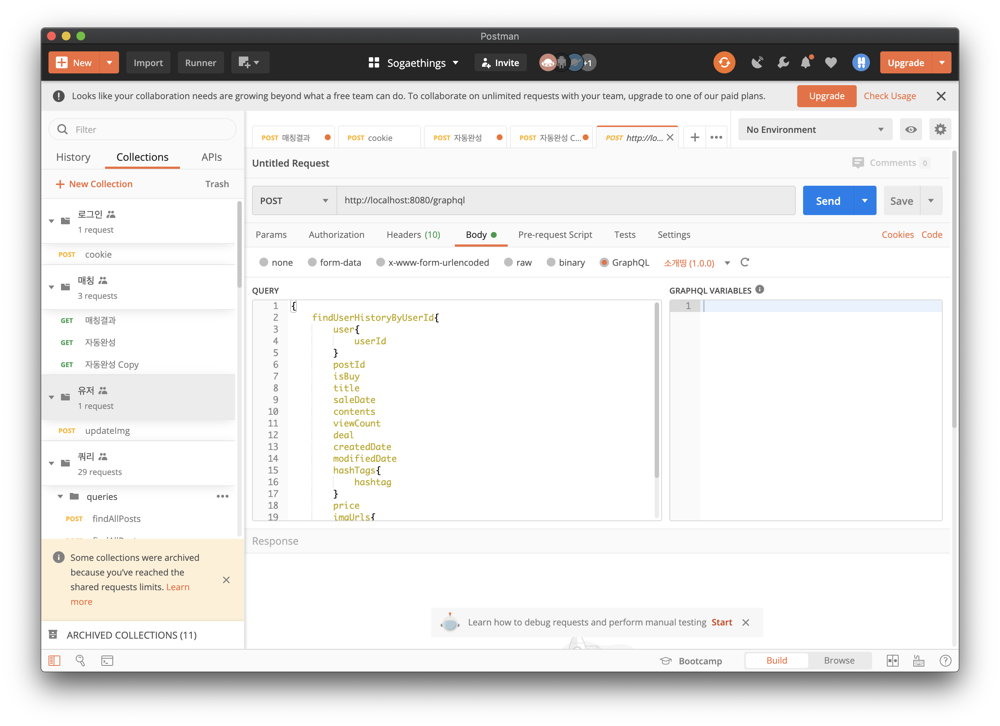 Postman
New
Import
Runner
Sogaethings
Invite
+1
Upgrade
Looks like your collaboration needs are growing beyond what a free team can do. To collaborate on unlimited requests with your team, upgrade to one of our paid plans.
Upgrade
Check Usage
Filter
History
Collections
APIs
New Collection
Trash
로그인
1 request
POST cookie
매칭
3 requests
GET 매칭결과
GET 자동완성
GET 자동완성 Copy
유저
1 request
POST updateImg
쿼리
29 requests
queries
POST findAllPosts
Some collections were archived
because you've reached the
shared requests limits. Learn
more
ARCHIVED COLLECTIONS (11)
POST 매칭결과
POST cookie
POST 자동완성
POST 자동완성 C...
POST http://lo...
No Environment
Untitled Request
Comments 0
POST
http://localhost:8080/graphql
Send
Save
Params
Authorization
Headers (10)
Body
Pre-request Script
Tests
Settings
Cookies
Code
none
form-data
x-www-form-urlencoded
raw
binary
GraphQL
소개띵 (1.0.0)
QUERY
1 {
2 findUserHistoryByUserId{
3 user{
4 userId
5 }
6 postId
7 isBuy
8 title
9 saleDate
10 contents
11 viewCount
12 deal
13 createdDate
14 modifiedDate
15 hashTags{
16 hashtag
17 }
18 price
19 imgUrls{
GRAPHQL VARIABLES
1
Response
Learn how to debug requests and perform manual testing Start
Bootcamp
Build
Browse